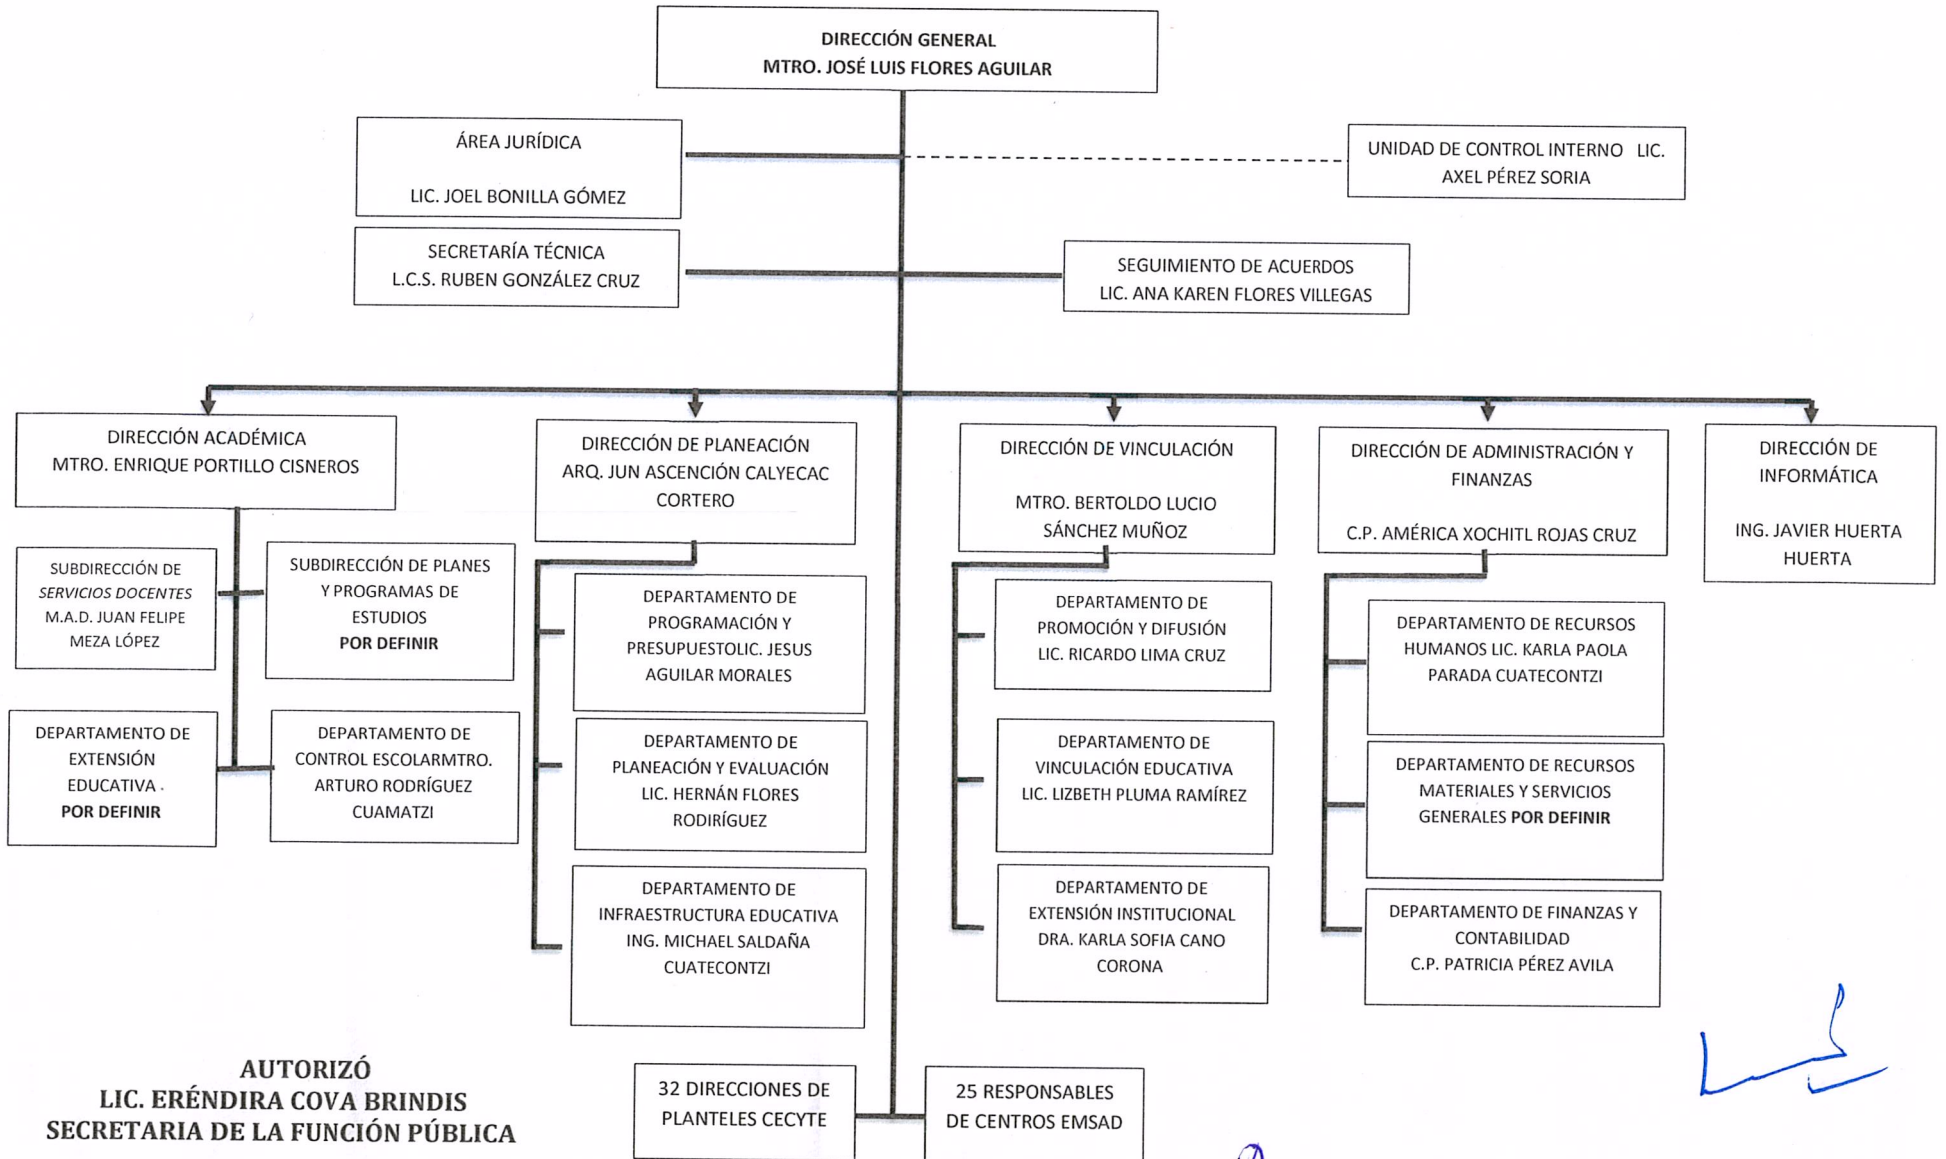 DIRECCIÓN GENERAL
MTRO. JOSÉ LUIS FLORES AGUILAR
ÁREA JURÍDICA
LIC. JOEL BONILLA GÓMEZ
UNIDAD DE CONTROL INTERNO LIC.
AXEL PÉREZ SORIA
SECRETARÍA TÉCNICA
L.C.S. RUBEN GONZÁLEZ CRUZ
SEGUIMIENTO DE ACUERDOS
LIC. ANA KAREN FLORES VILLEGAS
DIRECCIÓN ACADÉMICA
MTRO. ENRIQUE PORTILLO CISNEROS
DIRECCIÓN DE PLANEACIÓN
ARQ. JUN ASCENCIÓN CALYECAC
CORTERO
DIRECCIÓN DE VINCULACIÓN
MTRO. BERTOLDO LUCIO
SÁNCHEZ MUÑOZ
DIRECCIÓN DE ADMINISTRACIÓN Y
FINANZAS
C.P. AMÉRICA XOCHITL ROJAS CRUZ
DIRECCIÓN DE
INFORMÁTICA
ING. JAVIER HUERTA
HUERTA
SUBDIRECCIÓN DE
SERVICIOS DOCENTES
M.A.D. JUAN FELIPE
MEZA LÓPEZ
SUBDIRECCIÓN DE PLANES
Y PROGRAMAS DE
ESTUDIOS
POR DEFINIR
DEPARTAMENTO DE
EXTENSIÓN
EDUCATIVA.
POR DEFINIR
DEPARTAMENTO DE
CONTROL ESCOLARMTRO.
ARTURO RODRÍGUEZ
CUAMATZI
DEPARTAMENTO DE
PROGRAMACIÓN Y
PRESUPUESTOLIC. JESUS
AGUILAR MORALES
DEPARTAMENTO DE
PLANEACIÓN Y EVALUACIÓN
LIC. HERNÁN FLORES
RODIRÍGUEZ
DEPARTAMENTO DE
INFRAESTRUCTURA EDUCATIVA
ING. MICHAEL SALDAÑA
CUATECONTZI
DEPARTAMENTO DE
PROMOCIÓN Y DIFUSIÓN
LIC. RICARDO LIMA CRUZ
DEPARTAMENTO DE
VINCULACIÓN EDUCATIVA
LIC. LIZBETH PLUMA RAMÍREZ
DEPARTAMENTO DE
EXTENSIÓN INSTITUCIONAL
DRA. KARLA SOFIA CANO
CORONA
DEPARTAMENTO DE RECURSOS
HUMANOS LIC. KARLA PAOLA
PARADA CUATECONTZI
DEPARTAMENTO DE RECURSOS
MATERIALES Y SERVICIOS
GENERALES POR DEFINIR
DEPARTAMENTO DE FINANZAS Y
CONTABILIDAD
C.P. PATRICIA PÉREZ AVILA
AUTORIZÓ
LIC. ERÉNDIRA COVA BRINDIS
SECRETARIA DE LA FUNCIÓN PÚBLICA
32 DIRECCIONES DE
PLANTELES CECYTE
25 RESPONSABLES
DE CENTROS EMSAD